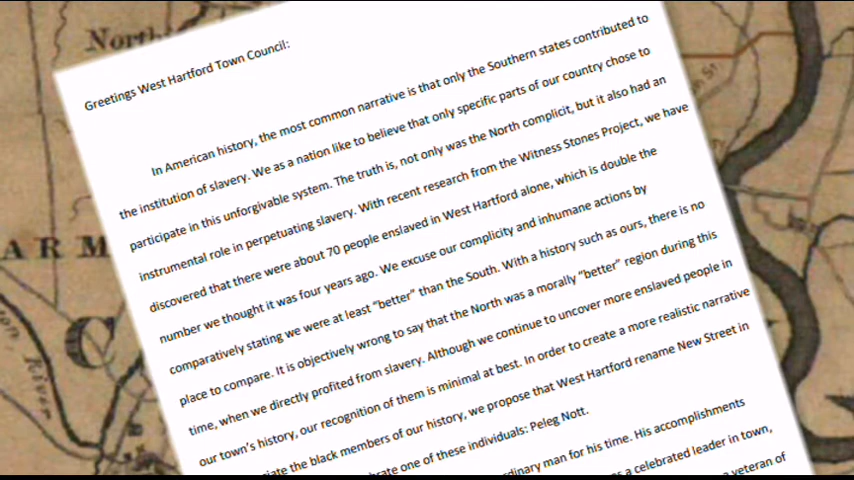 North
Greetings West Hartford Town Council:
In American history, the most common narrative is that only the Southern states contributed to
the institution of slavery. We as a nation like to believe that only specific parts of our country chose to
participate in this unforgivable system. The truth is, not only was the North complicit, but it also had an
instrumental role in perpetuating slavery. With recent research from the Witness Stones Project, we have
discovered that there were about 70 people enslaved in West Hartford alone, which is double the
number we thought it was four years ago. We excuse our complicity and inhumane actions by
comparatively stating we were at least “better” than the South. With a history such as ours, there is no
place to compare. It is objectively wrong to say that the North was a morally “better” region during this
time, when we directly profited from slavery. Although we continue to uncover more enslaved people in
our town’s history, our recognition of them is minimal at best. In order to create a more realistic narrative
the black members of our history, we propose that West Hartford rename New Street in
one of these individuals: Peleg Nott.
man for his time. His accomplishments
a celebrated leader in town,
a veteran of
ARM
C
River
St